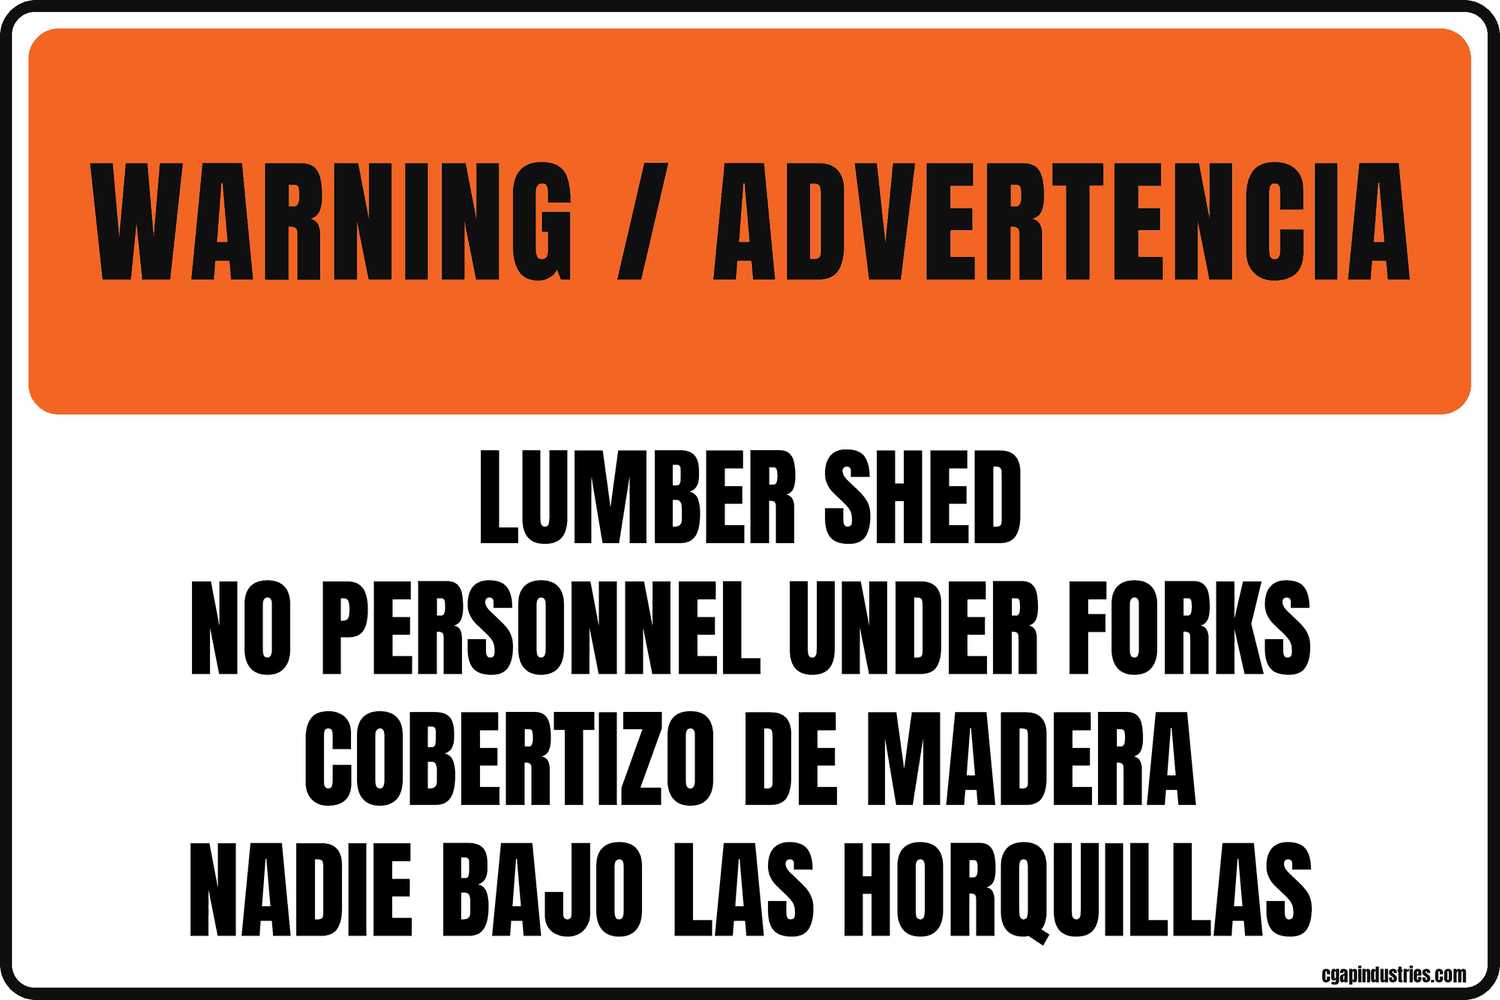 WARNING / ADVERTENCIA
LUMBER SHED
NO PERSONNEL UNDER FORKS
COBERTIZO DE MADERA
NADIE BAJO LAS HORQUILLAS
cgapindustries.com